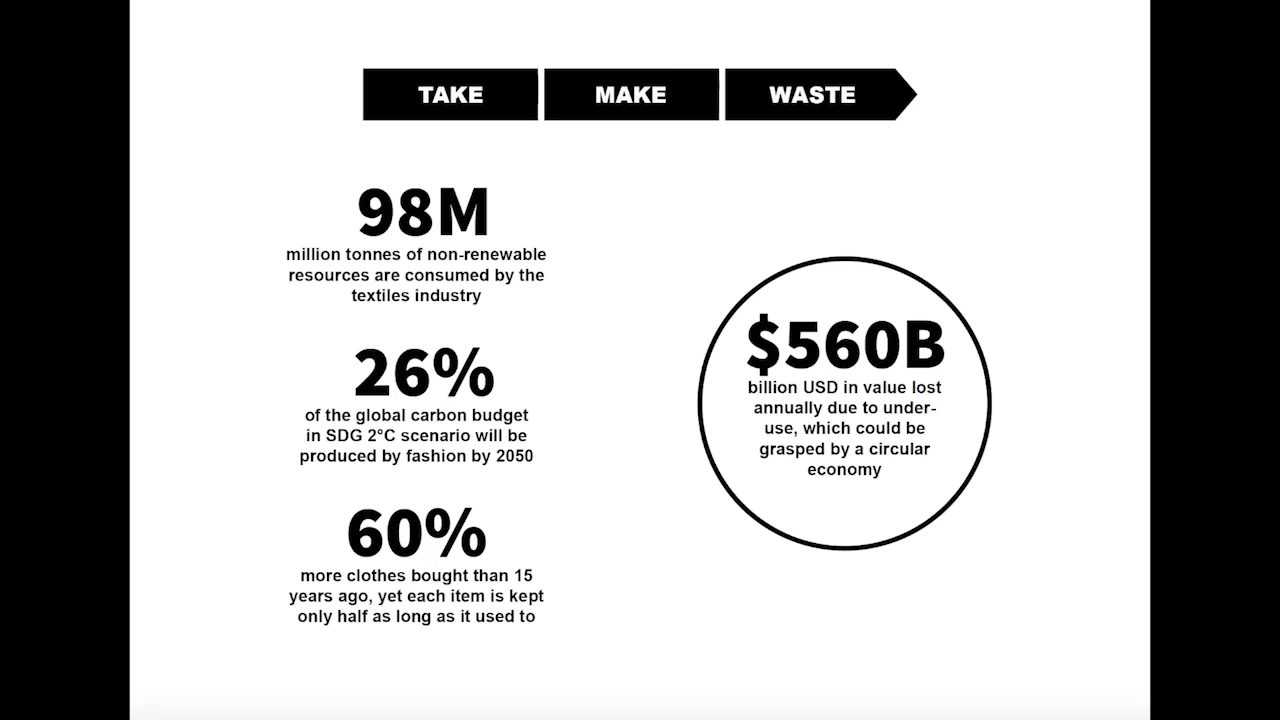 TAKE MAKE WASTE
98M
million tonnes of non-renewable
resources are consumed by the
textiles industry
26%
of the global carbon budget
in SDG 2°C scenario will be
produced by fashion by 2050
60%
more clothes bought than 15
years ago, yet each item is kept
only half as long as it used to
$560B
billion USD in value lost
annually due to under-
use, which could be
grasped by a circular
economy